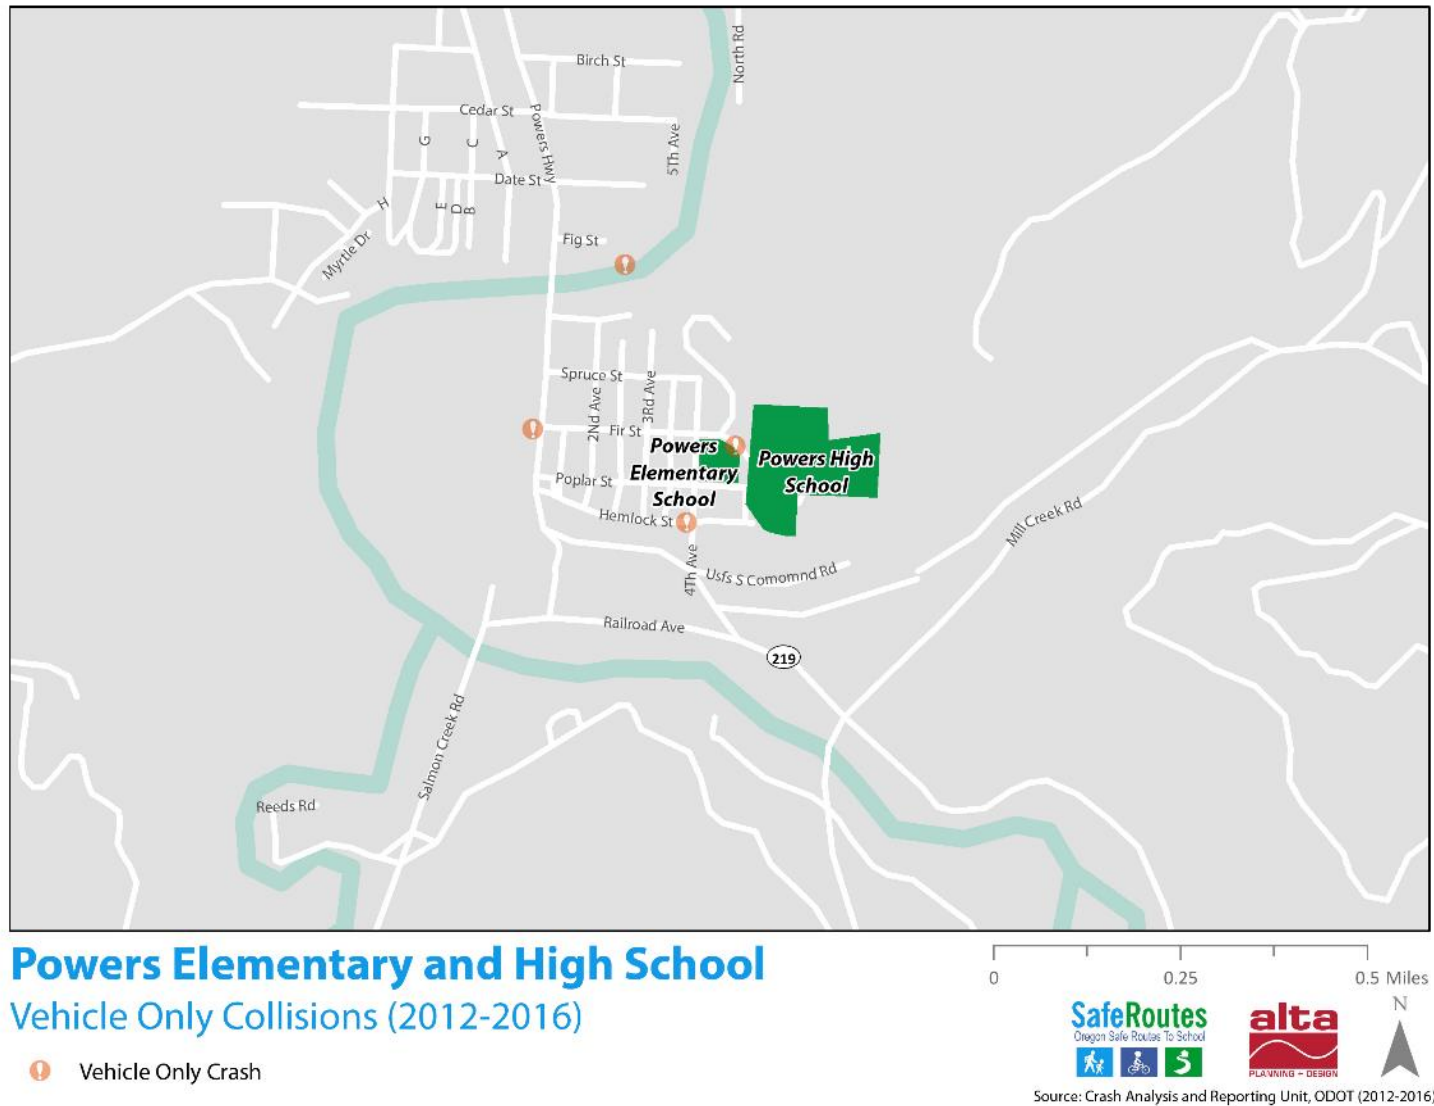 Birch St
North Rd
Cedar St
Powers Hwy
G
C
A
5Th Ave
Date St
E
D
B
H
Myrtle Dr
Fig St
Spruce St
2Nd Ave
3Rd Ave
Fir St
Powers
Elementary
School
Powers High
School
Poplar St
Hemlock St
4Th Ave
Usfs S Comomnd Rd
Mill Creek Rd
Railroad Ave
219
Salmon Creek Rd
Reeds Rd
Powers Elementary and High School
Vehicle Only Collisions (2012-2016)
Vehicle Only Crash
0 0.25 0.5 Miles
N
SafeRoutes
Oregon Safe Routes To School
alta
PLANNING + DESIGN
Source: Crash Analysis and Reporting Unit, ODOT (2012-2016)